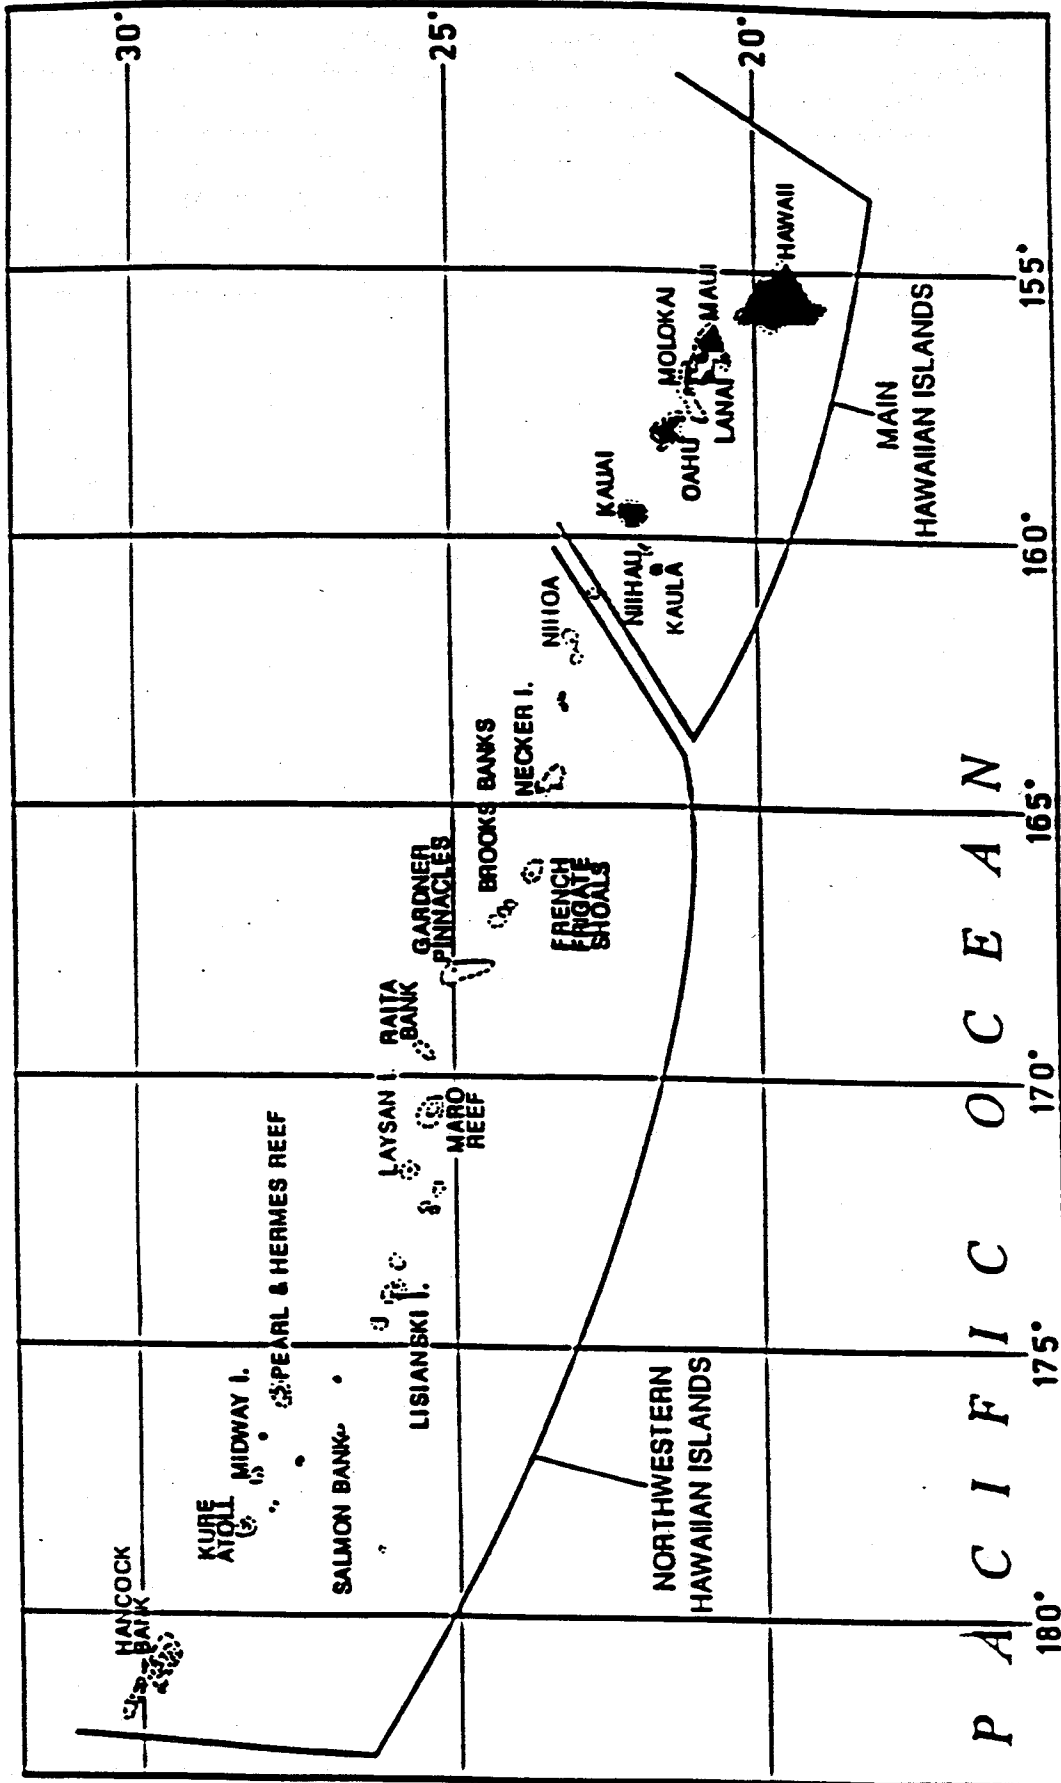 30°
25°
20°
HANCOCK
BANK
KURE
ATOLL
MIDWAY I.
PEARL & HERMES REEF
SALMON BANK
LISIANSKI I.
LAYSAN I.
MARO
REEF
RAITA
BANK
GARDNER
PINNACLES
BROOKS BANKS
FRENCH
FRIGATE
SHOALS
NECKER I.
NIHOA
NIIHAU
KAULA
KAUAI
OAHU
MOLOKAI
LANAI
MAUI
HAWAII
NORTHWESTERN
HAWAIIAN ISLANDS
MAIN
HAWAIIAN ISLANDS
PACIFIC OCEAN
180°
175°
170°
165°
160°
155°